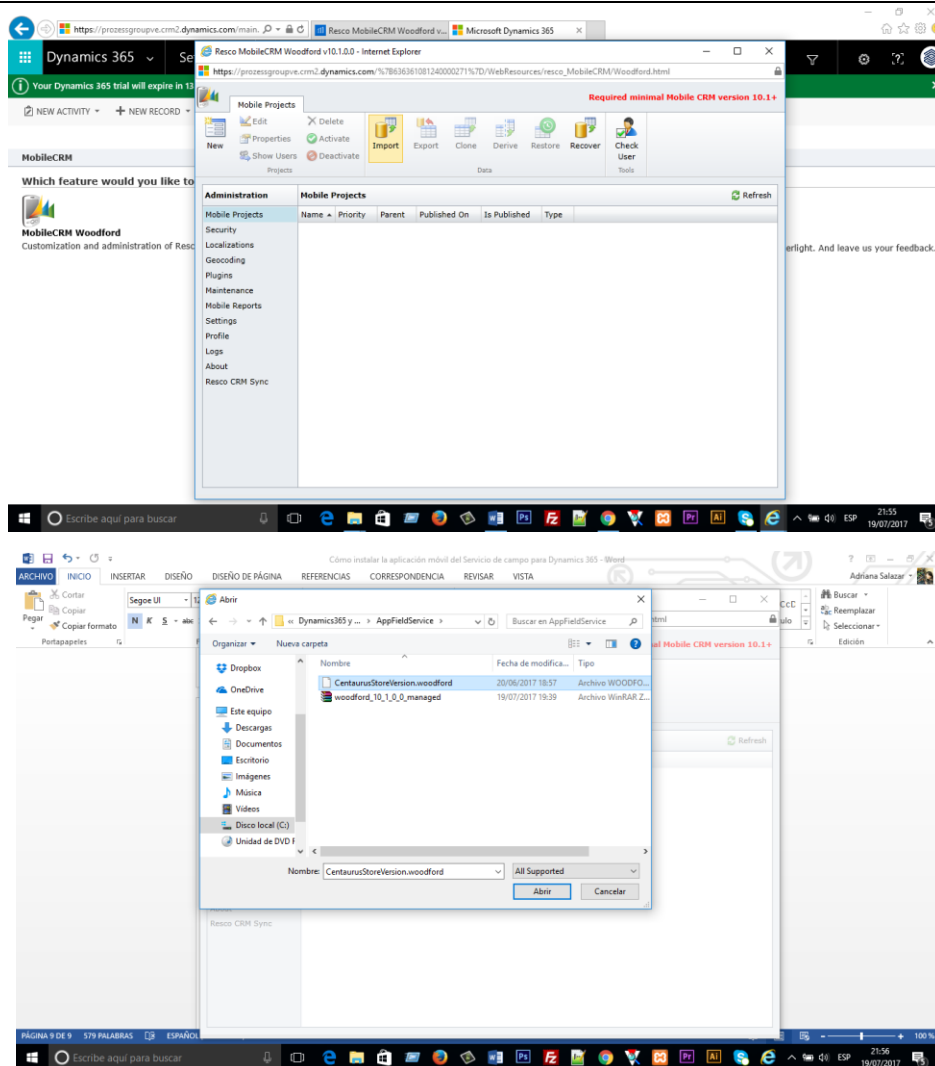 https://prozessgroupve.crm2.dynamics.com/main.
Resco MobileCRM Woodford v...
Microsoft Dynamics 365
Dynamics 365
Se
Your Dynamics 365 trial will expire in 13
NEW ACTIVITY
NEW RECORD
MobileCRM
Which feature would you like to
MobileCRM Woodford
Customization and administration of Resc
erlight. And leave us your feedback.
Resco MobileCRM Woodford v10.1.0.0 - Internet Explorer
https://prozessgroupve.crm2.dynamics.com/%7B636361081240000271%7D/WebResources/resco_MobileCRM/Woodford.html
Mobile Projects
Required minimal Mobile CRM version 10.1+
New
Edit
Properties
Show Users
Delete
Activate
Deactivate
Import
Export
Clone
Derive
Restore
Recover
Check User
Projects
Data
Tools
Administration
Mobile Projects
Refresh
Mobile Projects
Name
Priority
Parent
Published On
Is Published
Type
Security
Localizations
Geocoding
Plugins
Maintenance
Mobile Reports
Settings
Profile
Logs
About
Resco CRM Sync
Escribe aquí para buscar
ESP
21:55
19/07/2017
Cómo instalar la aplicación móvil del Servicio de campo para Dynamics 365 - Word
ARCHIVO
INICIO
INSERTAR
DISEÑO
DISEÑO DE PÁGINA
REFERENCIAS
CORRESPONDENCIA
REVISAR
VISTA
Adriana Salazar
Cortar
Copiar
Copiar formato
Pegar
Portapapeles
Segoe UI
N K S abc
Buscar
Reemplazar
Seleccionar
Edición
Abrir
« Dynamics365 y ... > AppFieldService >
Buscar en AppFieldService
Organizar
Nueva carpeta
al Mobile CRM version 10.1+
Nombre
Fecha de modifica...
Tipo
CentaurusStoreVersion.woodford
20/06/2017 18:57
Archivo WOODFO...
woodford_10_1_0_0_managed
19/07/2017 19:39
Archivo WinRAR Z...
Dropbox
OneDrive
Este equipo
Descargas
Documentos
Escritorio
Imágenes
Música
Vídeos
Disco local (C:)
Unidad de DVD F
Refresh
Nombre: CentaurusStoreVersion.woodford
All Supported
Abrir
Cancelar
Resco CRM Sync
PÁGINA 9 DE 9
579 PALABRAS
ESPAÑOL
100 %
Escribe aquí para buscar
ESP
21:56
19/07/2017